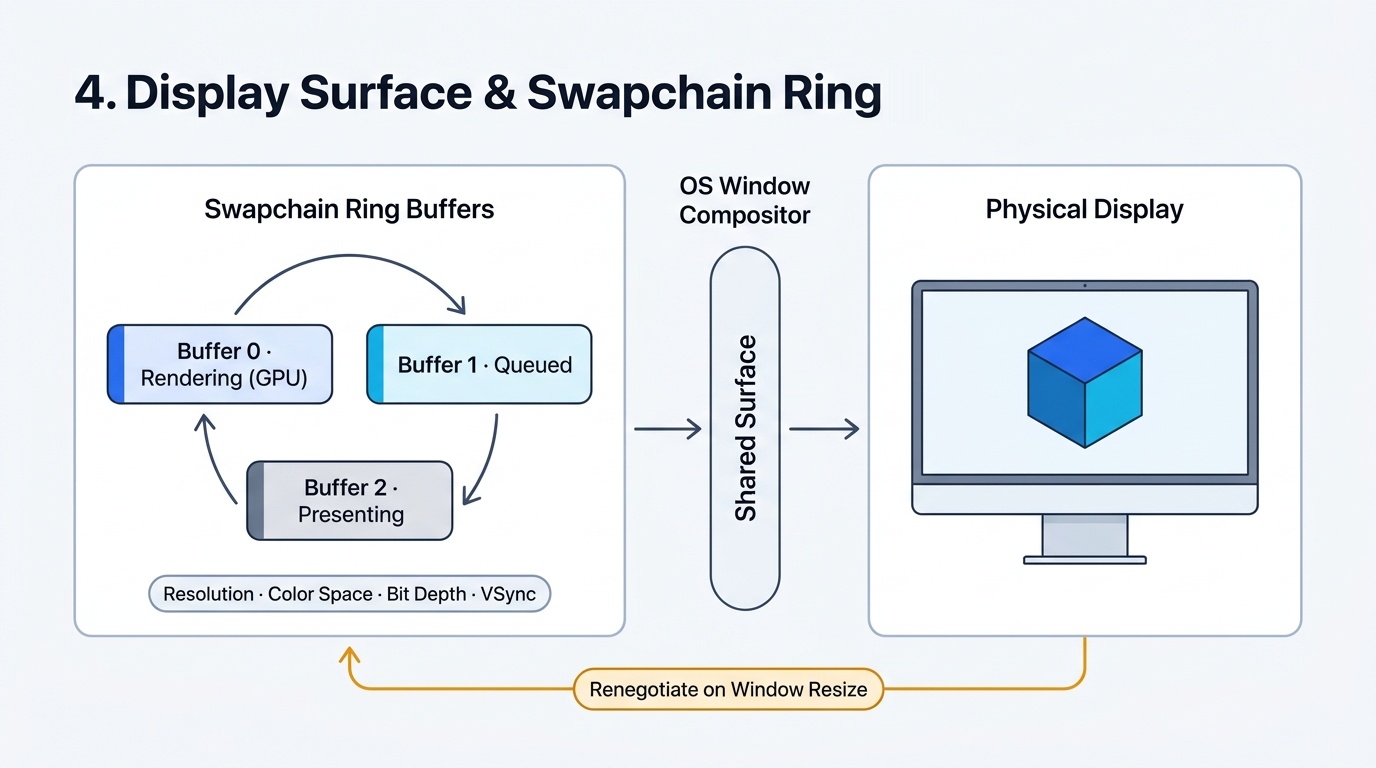 4. Display Surface & Swapchain Ring
Swapchain Ring Buffers
Buffer 0 ·
Rendering (GPU)
Buffer 1 · Queued
Buffer 2 ·
Presenting
Resolution · Color Space · Bit Depth · VSync
OS Window
Compositor
Shared Surface
Physical Display
Renegotiate on Window Resize